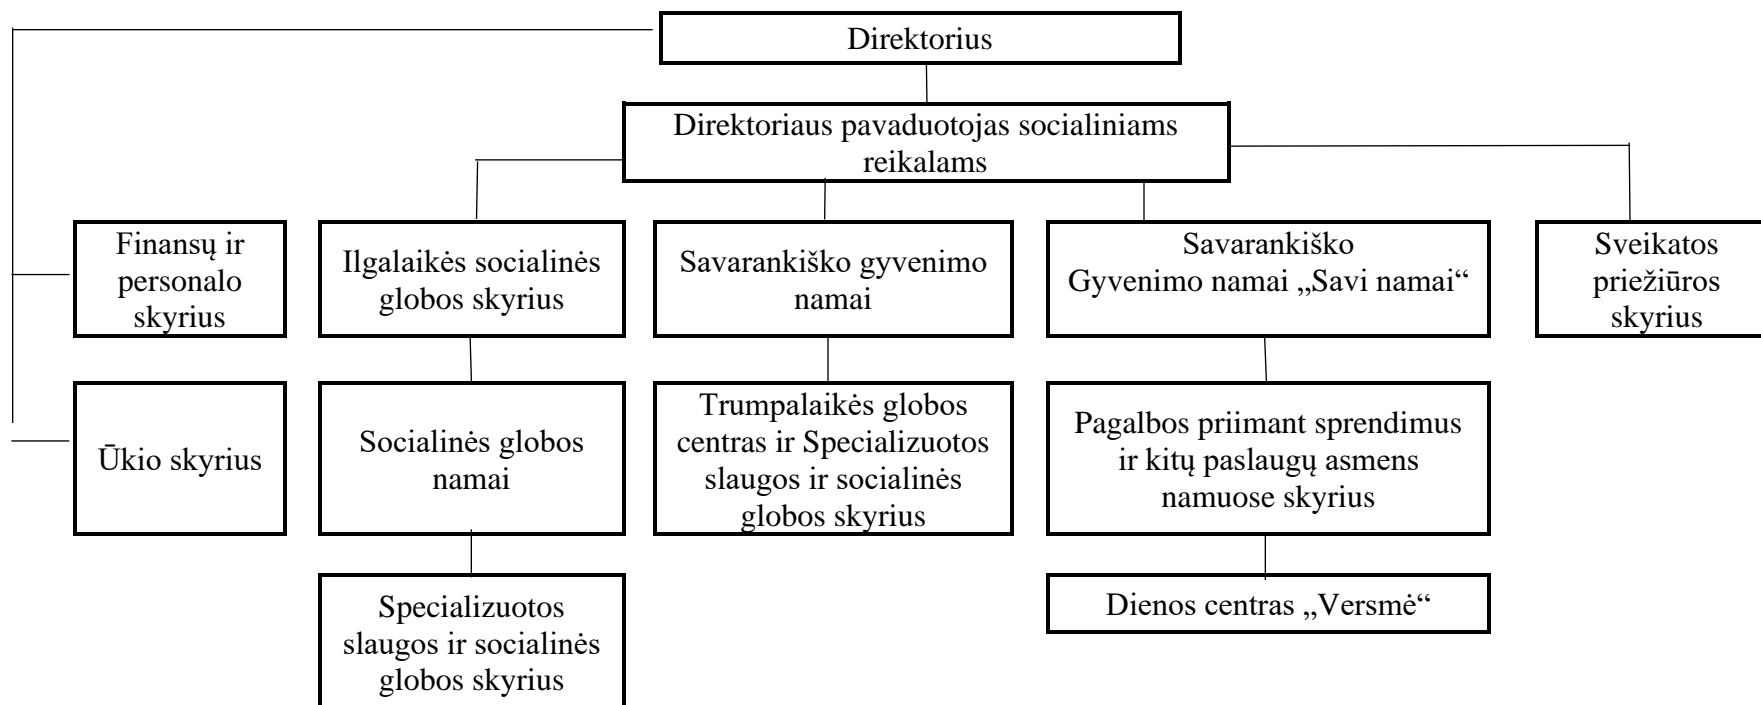 Direktorius
Direktoriaus pavaduotojas socialiniams
reikalams
Finansų ir
personalo
skyrius
Ilgalaikės socialinės
globos skyrius
Savarankiško gyvenimo
namai
Savarankiško
Gyvenimo namai „Savi namai“
Sveikatos
priežiūros
skyrius
Ūkio skyrius
Socialinės globos
namai
Trumpalaikės globos
centras ir Specializuotos
slaugos ir socialinės
globos skyrius
Pagalbos priimant sprendimus
ir kitų paslaugų asmens
namuose skyrius
Specializuotos
slaugos ir socialinės
globos skyrius
Dienos centras „Versmė“